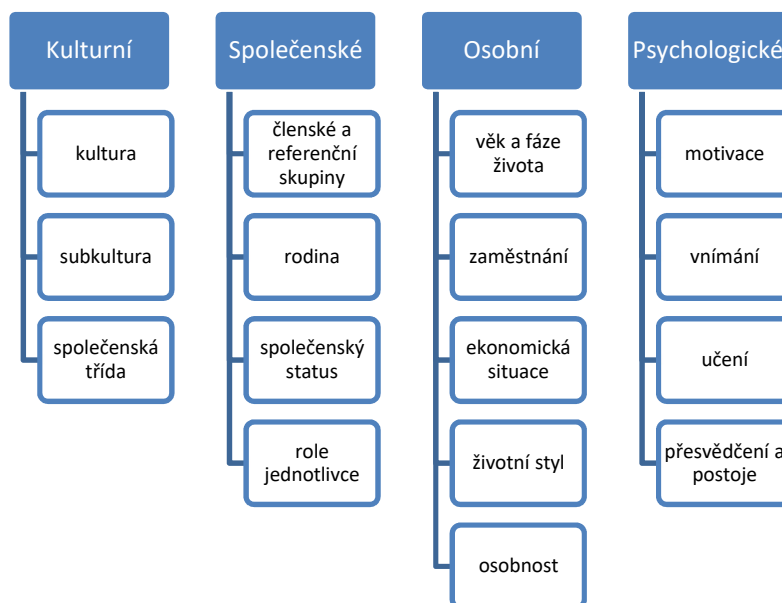 Kulturní
kultura
subkultura
společenská
třída
Společenské
členské a
referenční
skupiny
rodina
společenský
status
role
jednotlivce
Osobní
věk a fáze
života
zaměstnání
ekonomická
situace
životní styl
osobnost
Psychologické
motivace
vnímání
učení
přesvědčení a
postoje